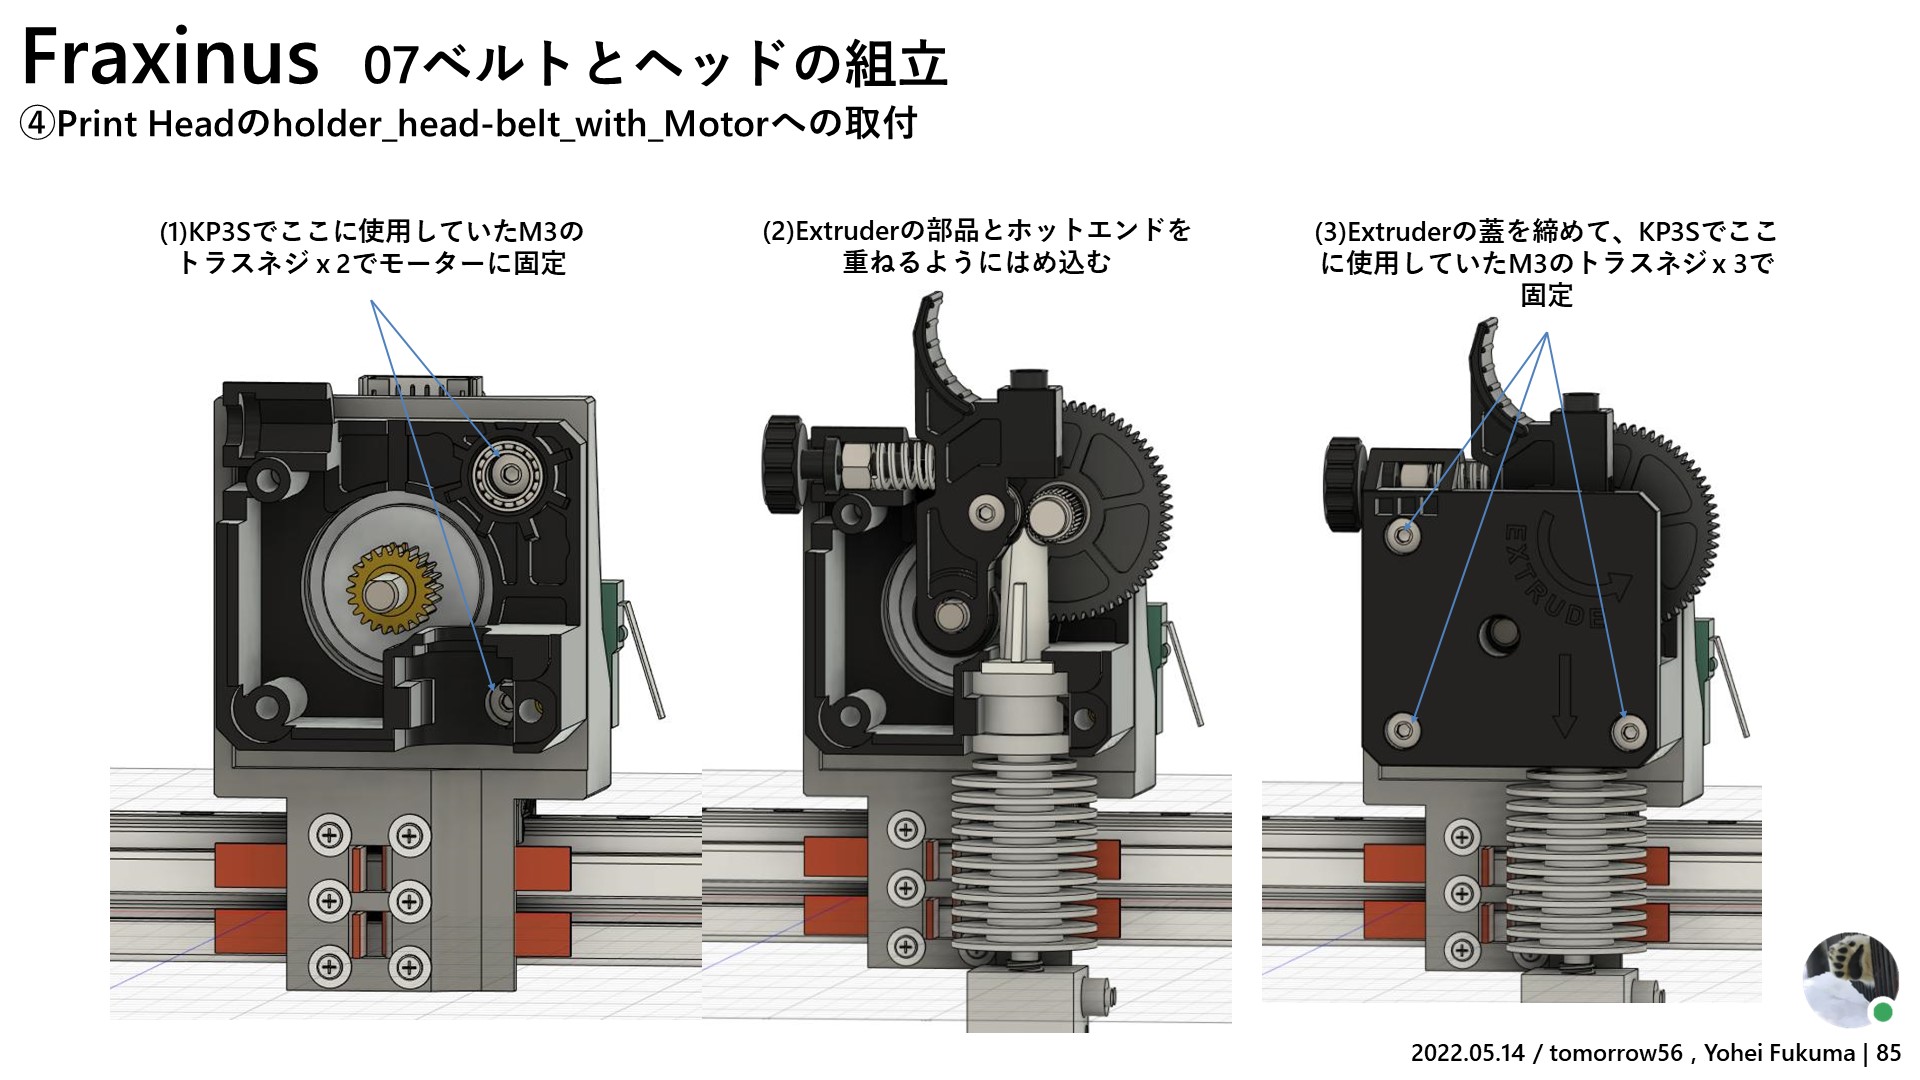 Fraxinus 07ベルトとヘッドの組立
④Print Headのholder_head-belt_with_Motorへの取付
(1)KP3Sでここに使用していたM3の
トラスネジ x 2でモーターに固定
(2)Extruderの部品とホットエンドを
重ねるようにはめ込む
(3)Extruderの蓋を締めて、KP3Sでここ
に使用していたM3のトラスネジ x 3で
固定
EXTRUDE
2022.05.14 / tomorrow56 , Yohei Fukuma | 85